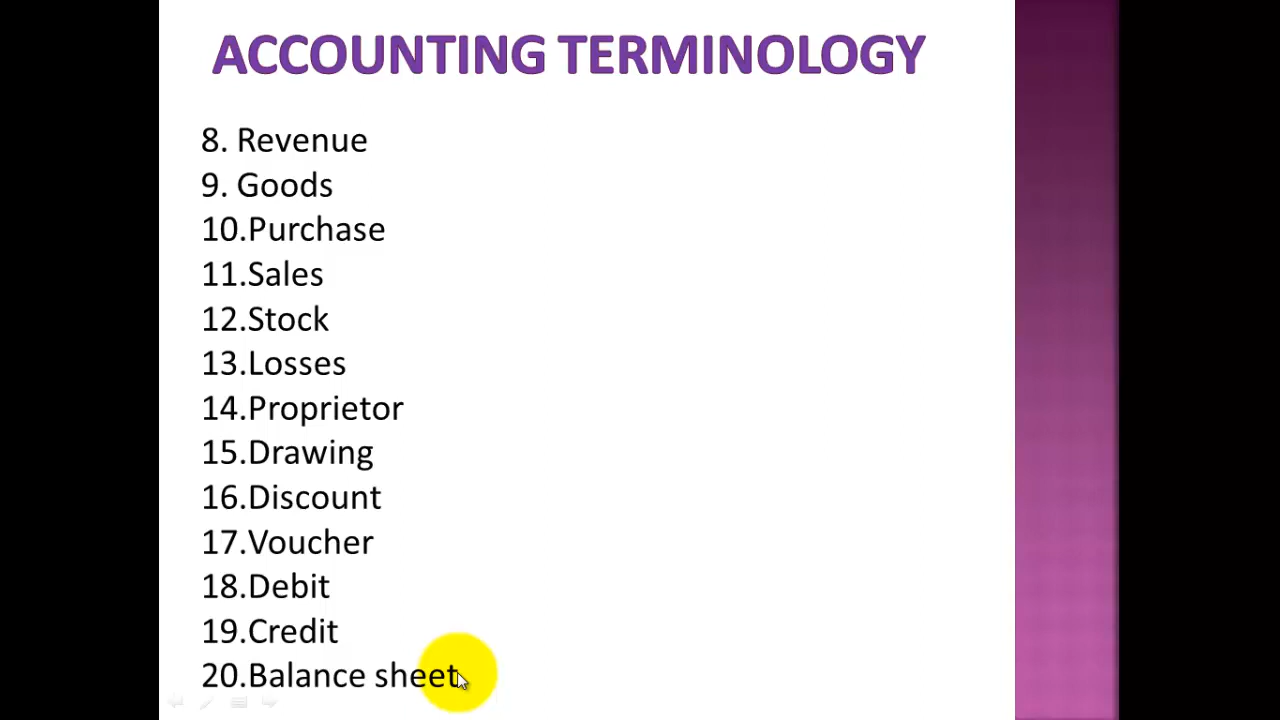 ACCOUNTING TERMINOLOGY
8. Revenue
9. Goods
10.Purchase
11.Sales
12.Stock
13.Losses
14.Proprietor
15.Drawing
16.Discount
17.Voucher
18.Debit
19.Credit
20.Balance sheet